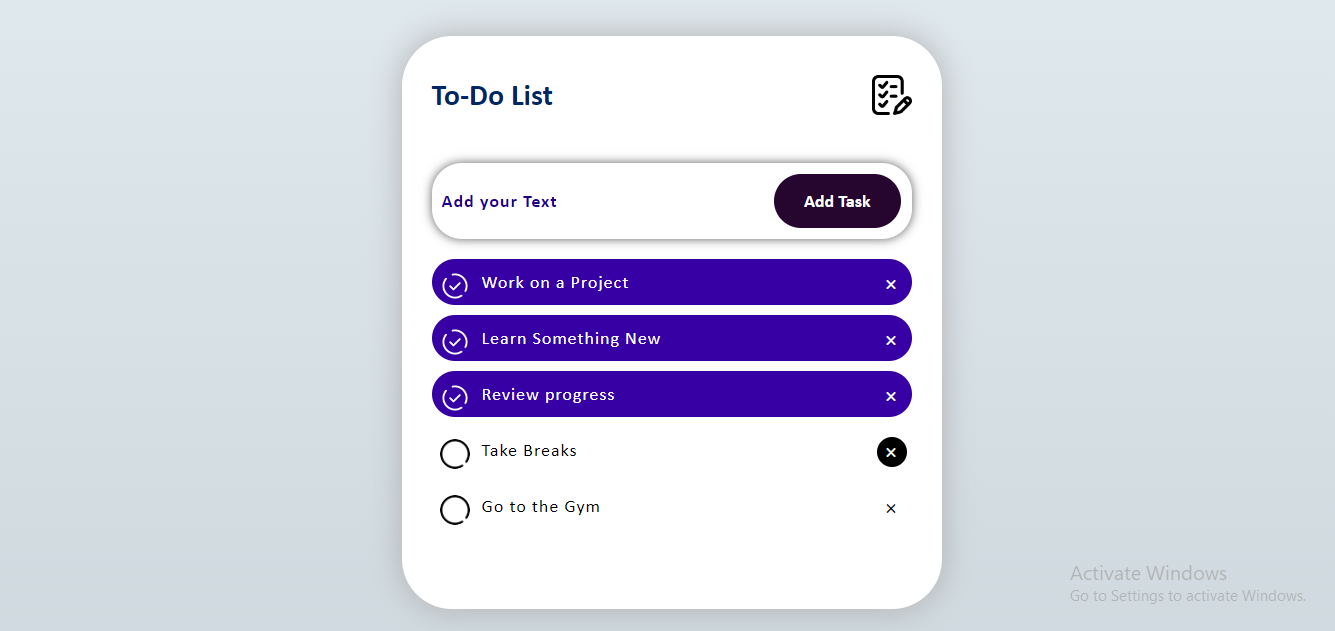 To-Do List
Add your Text
Add Task
Work on a Project
×
Learn Something New
×
Review progress
×
Take Breaks
×
Go to the Gym
×
Activate Windows
Go to Settings to activate Windows.